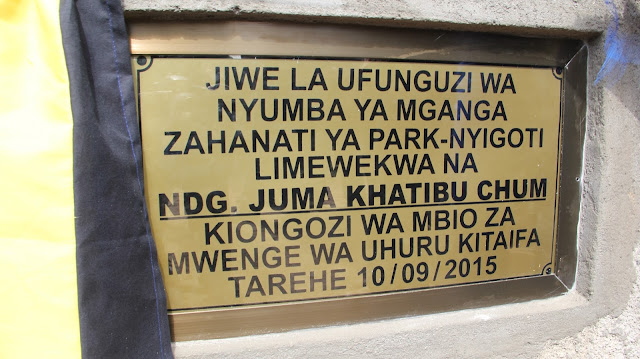 JIWE LA UFUNGUZI WA
NYUMBA YA MGANGA
ZAHANATI YA PARK-NYIGOTI
LIMEWEKWA NA
NDG. JUMA KHATIBU CHUM
KIONGOZI WA MBIO ZA
MWENGE WA UHURU KITAIFA
TAREHE 10/09/2015